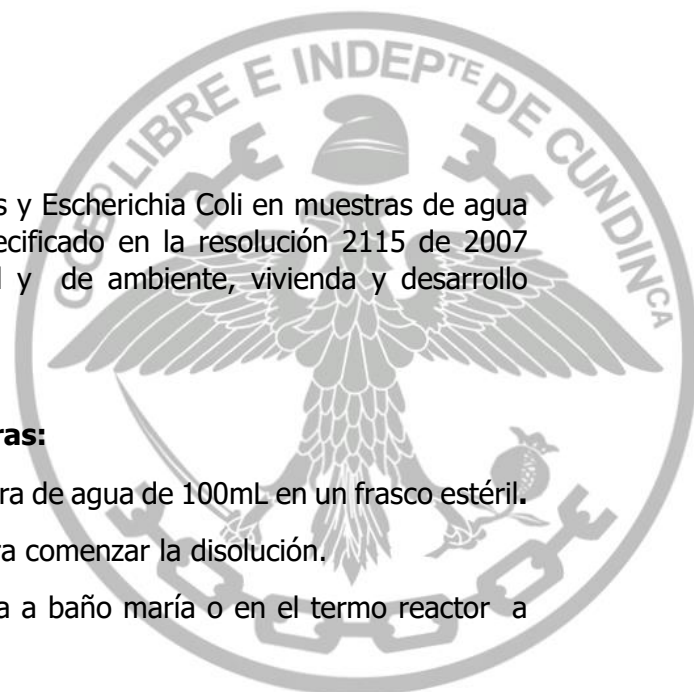 GOBNO LIBRE E INDEPTE DE CUNDINCA
s y Escherichia Coli en muestras de agua
ecificado en la resolución 2115 de 2007
l y de ambiente, vivienda y desarrollo
ras:
ra de agua de 100mL en un frasco estéril.
ra comenzar la disolución.
a a baño maría o en el termo reactor a